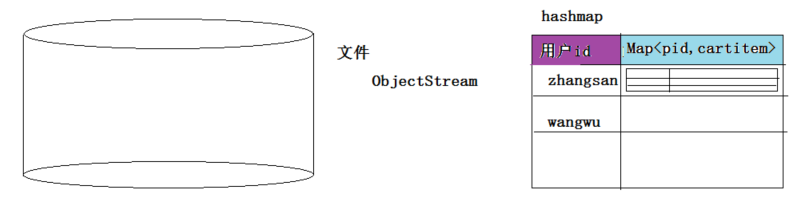 文件
ObjectStream
hashmap
用户id
Map<pid,cartitem>
zhangsan
wangwu